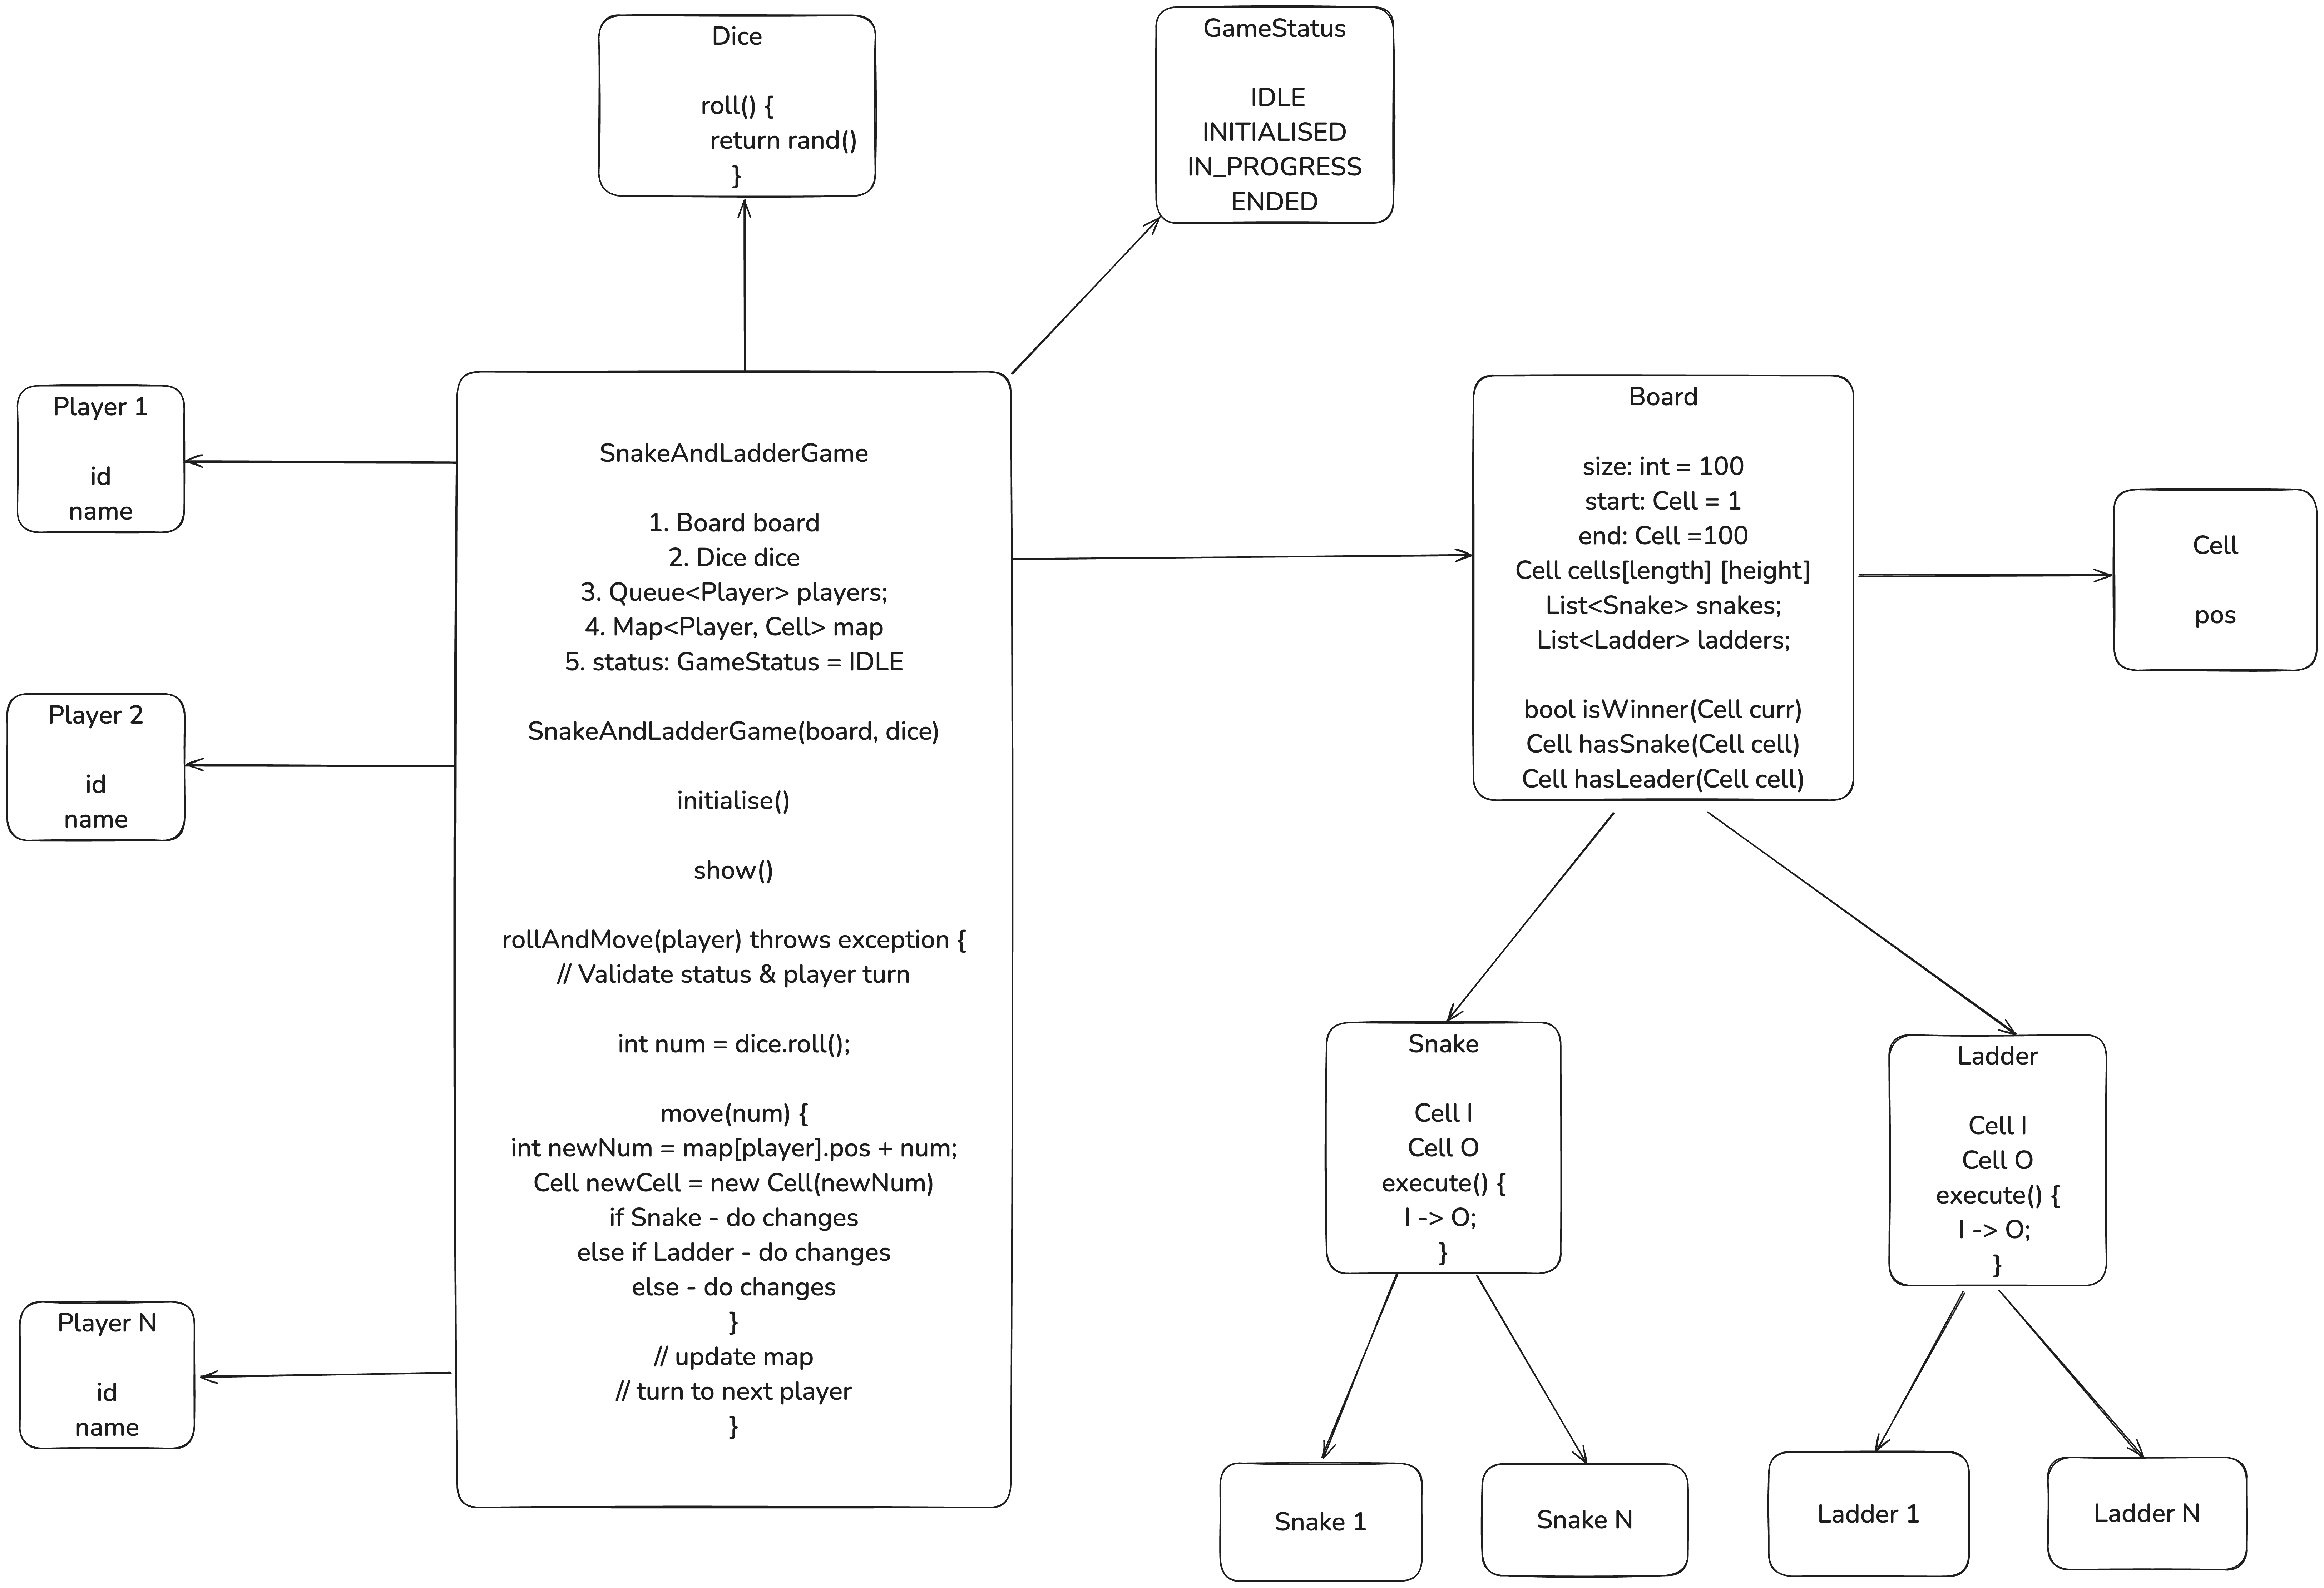 Dice
roll() {
return rand()
}
GameStatus
IDLE
INITIALISED
IN_PROGRESS
ENDED
Player 1
id
name
Player 2
id
name
Player N
id
name
SnakeAndLadderGame
1. Board board
2. Dice dice
3. Queue<Player> players;
4. Map<Player, Cell> map
5. status: GameStatus = IDLE
SnakeAndLadderGame(board, dice)
initialise()
show()
rollAndMove(player) throws exception {
// Validate status & player turn
int num = dice.roll();
move(num) {
int newNum = map[player].pos + num;
Cell newCell = new Cell(newNum)
if Snake - do changes
else if Ladder - do changes
else - do changes
}
// update map
// turn to next player
}
Board
size: int = 100
start: Cell = 1
end: Cell =100
Cell cells[length] [height]
List<Snake> snakes;
List<Ladder> ladders;
bool isWinner(Cell curr)
Cell hasSnake(Cell cell)
Cell hasLeader(Cell cell)
Cell
pos
Snake
Cell I
Cell O
execute() {
I -> O;
}
Ladder
Cell I
Cell O
execute() {
I -> O;
}
Snake 1
Snake N
Ladder 1
Ladder N